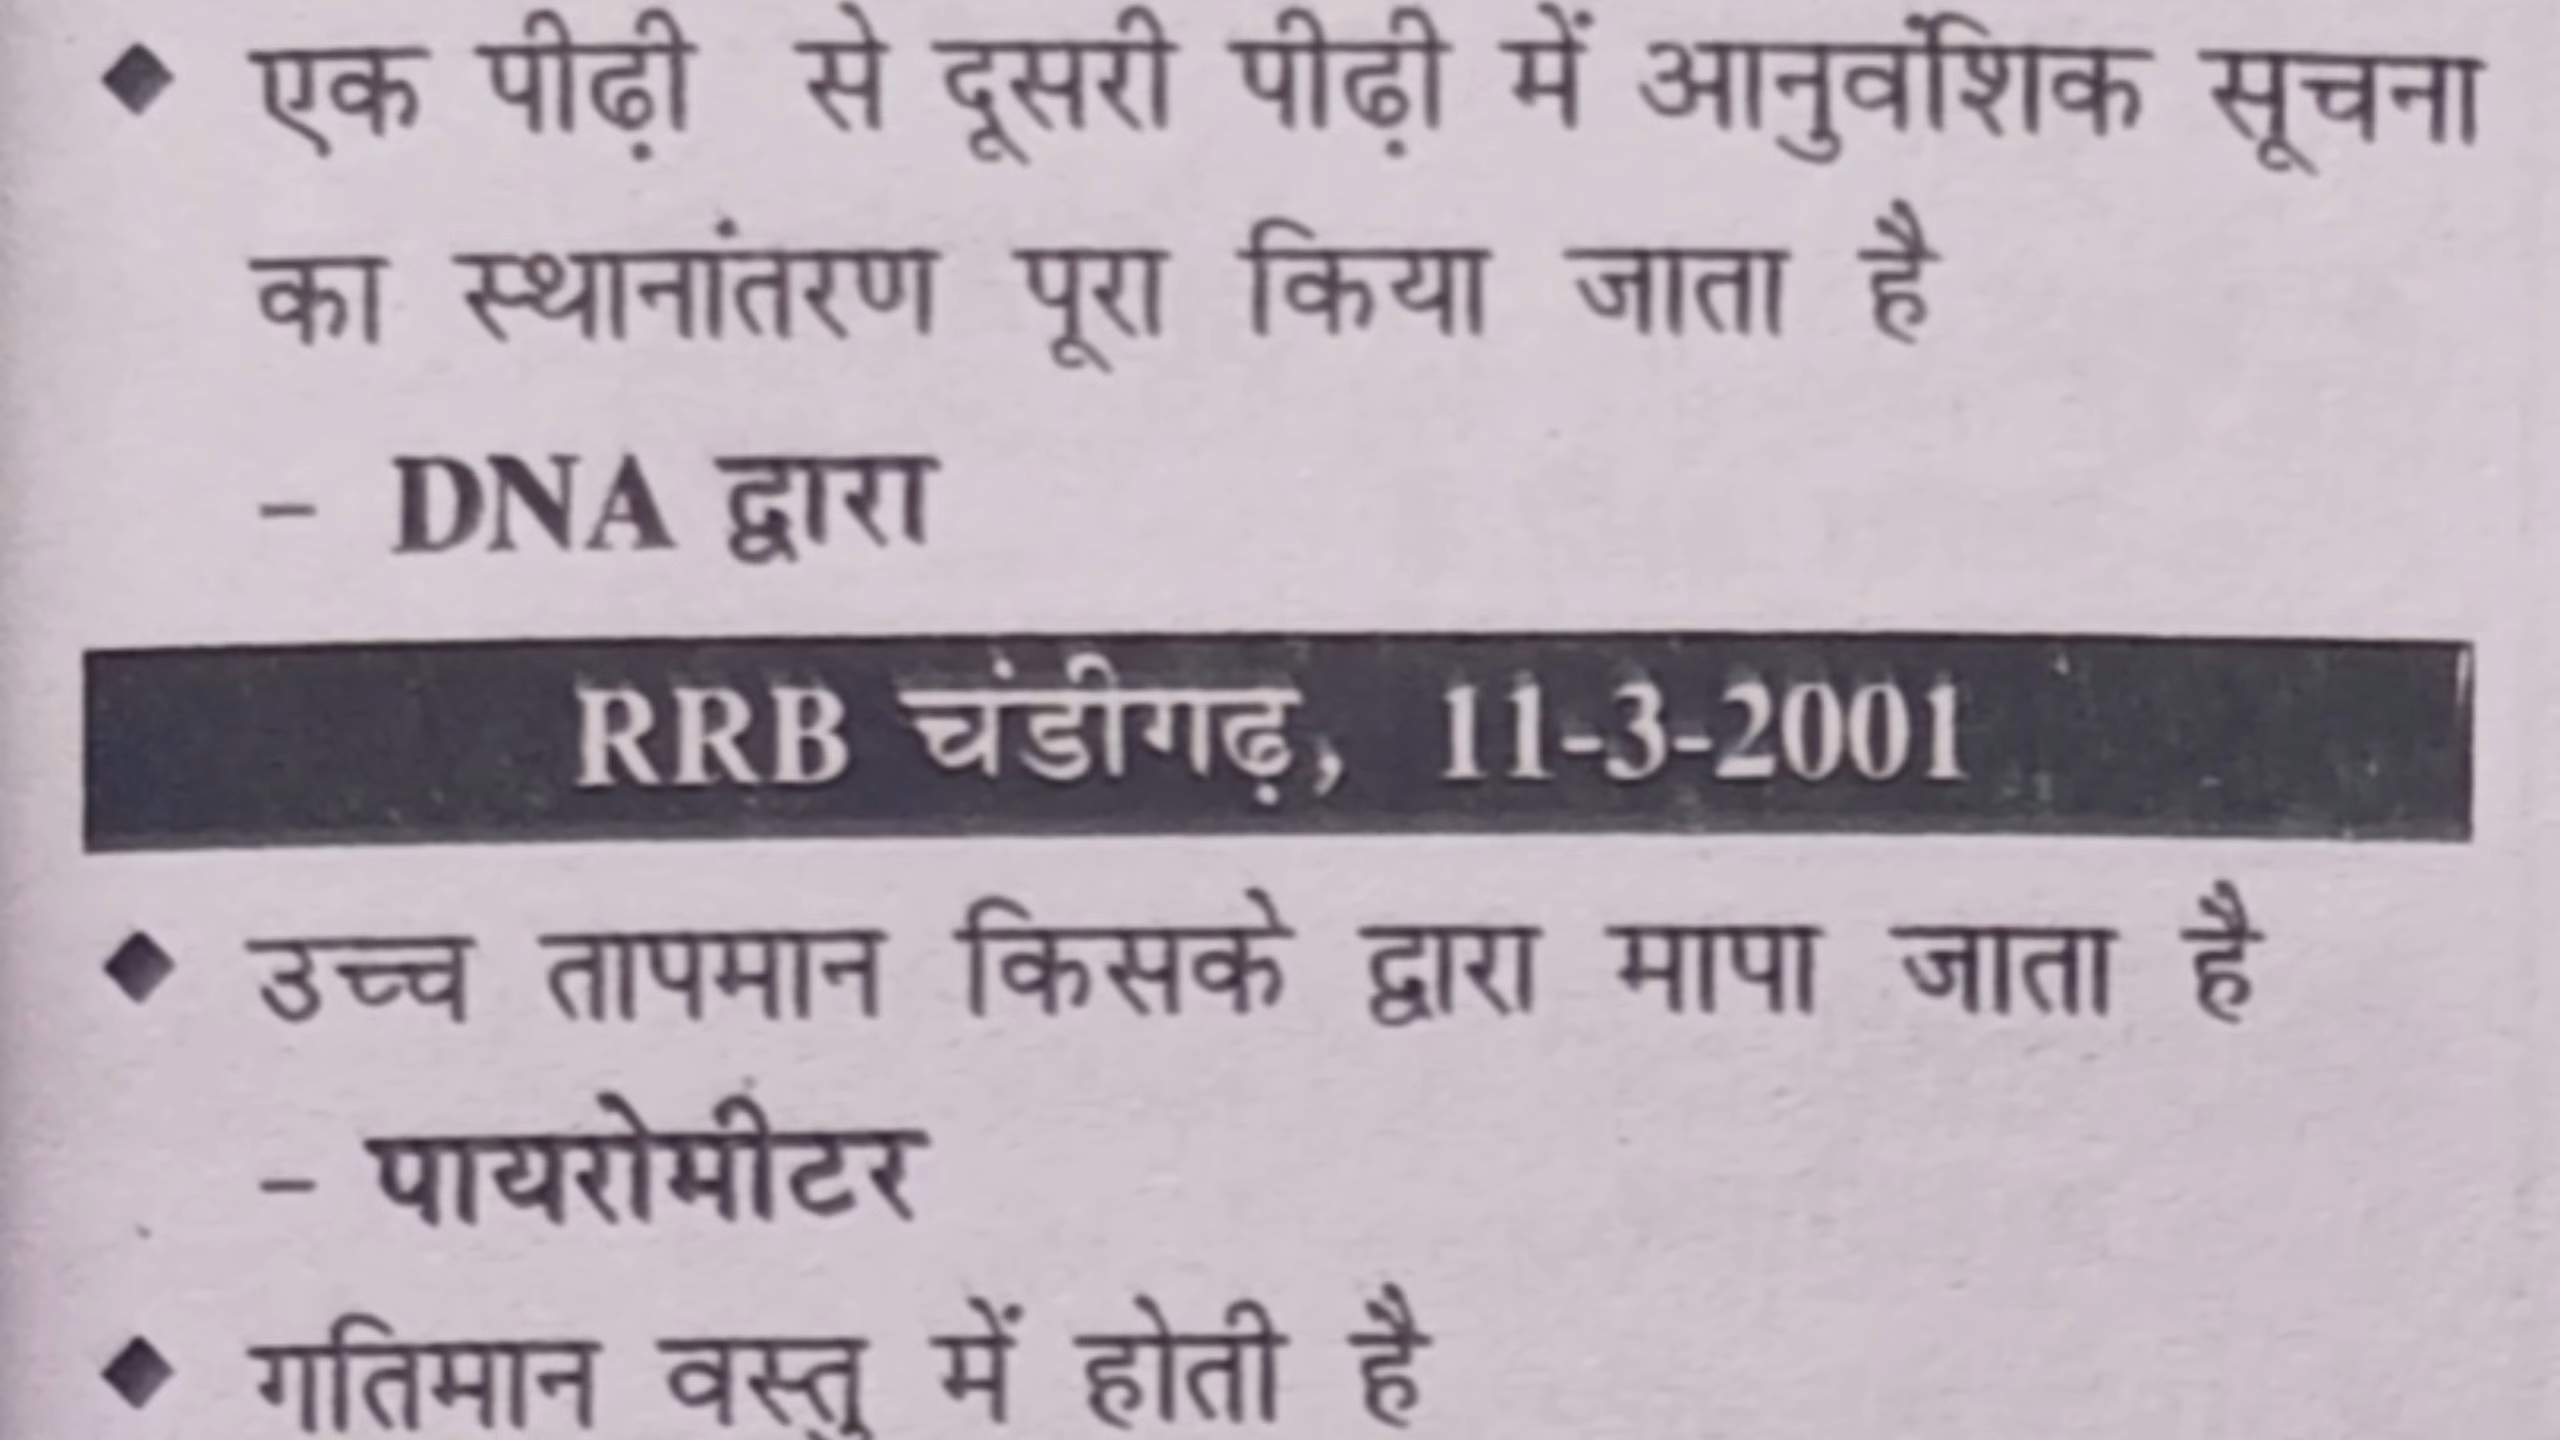 ◆ एक पीढ़ी से दूसरी पीढ़ी में आनुवंशिक सूचना
का स्थानांतरण पूरा किया जाता है
– DNA द्वारा
RRB चंडीगढ़, 11-3-2001
◆ उच्च तापमान किसके द्वारा मापा जाता है
– पायरोमीटर
◆ गतिमान वस्तु में होती है